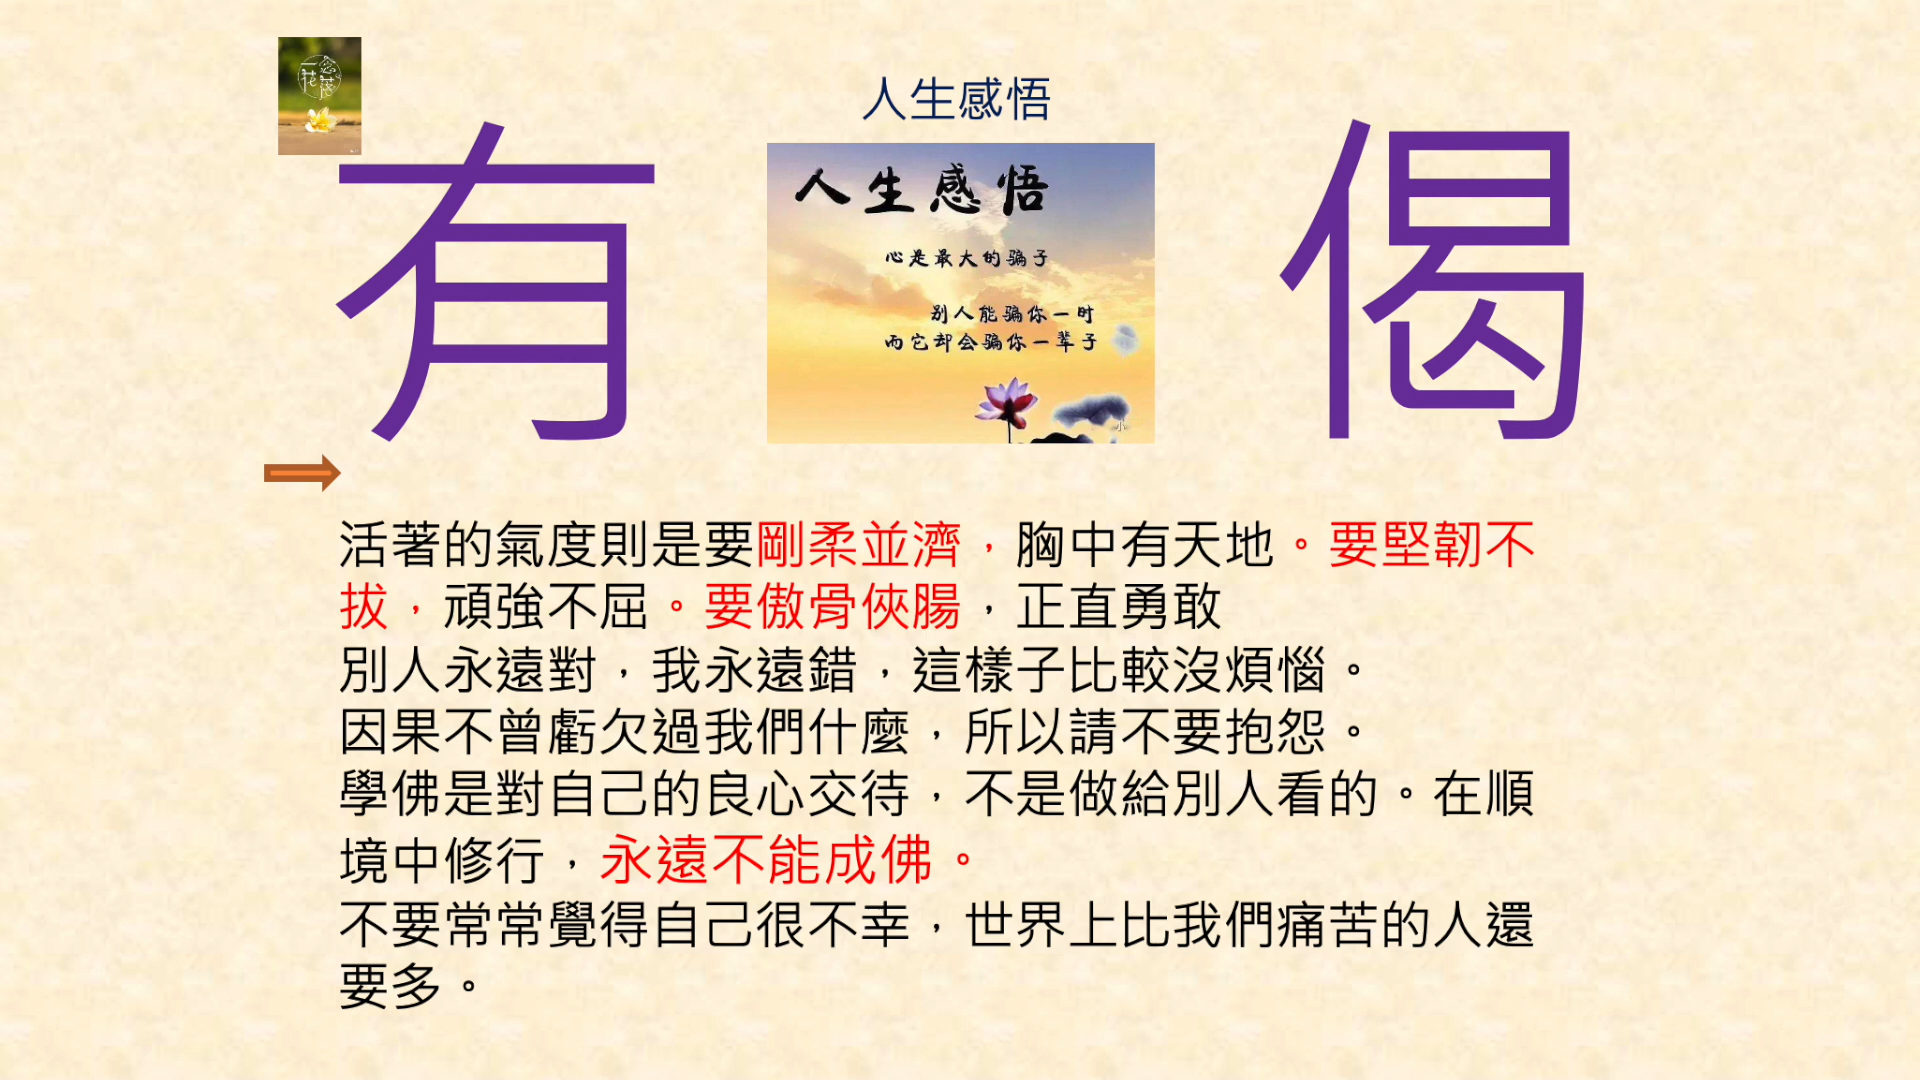 一念花落
人生感悟
有
偈
人生感悟
心是最大的骗子
别人能骗你一时
而它却会骗你一辈子
活著的氣度則是要剛柔並濟，胸中有天地。要堅韌不
拔，頑強不屈。要傲骨俠腸，正直勇敢
別人永遠對，我永遠錯，這樣子比較沒煩惱。
因果不曾虧欠過我們什麼，所以請不要抱怨。
學佛是對自己的良心交待，不是做給別人看的。在順
境中修行，永遠不能成佛。
不要常常覺得自己很不幸，世界上比我們痛苦的人還
要多。